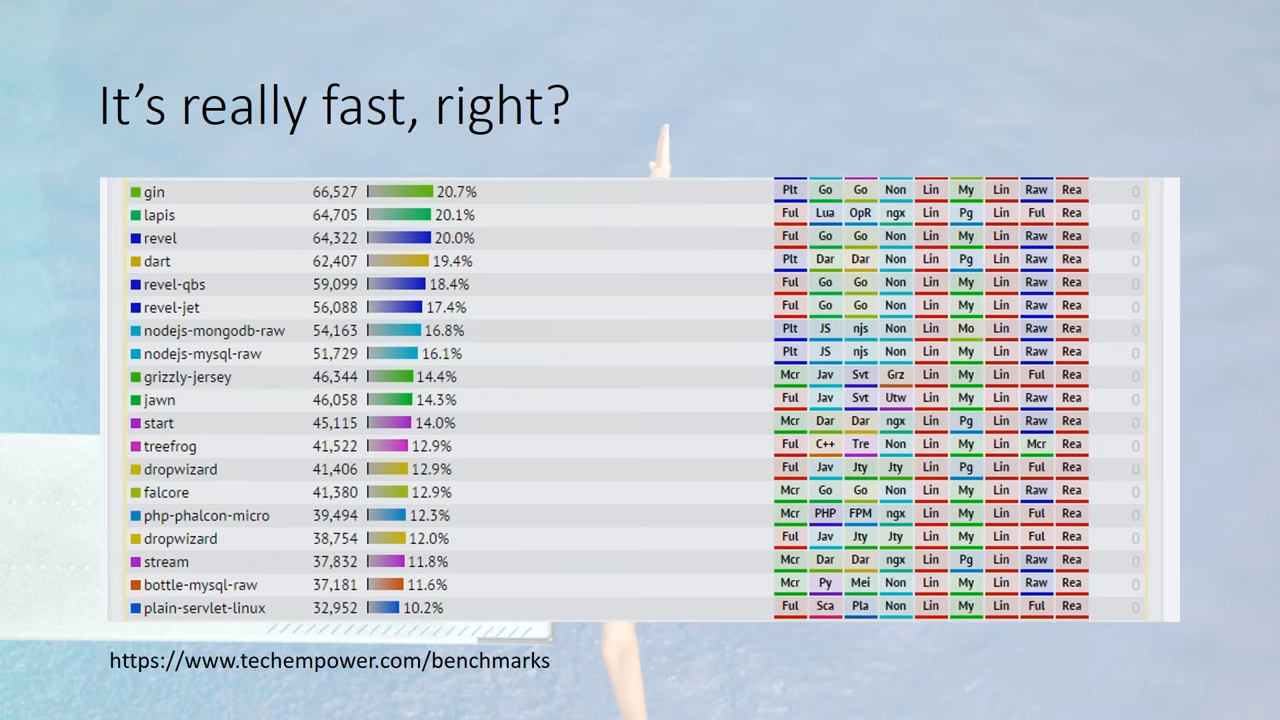 It's really fast, right?
gin 66,527 20.7% Plt Go Go Non Lin My Lin Raw Rea 0
lapis 64,705 20.1% Ful Lua OpR ngx Lin Pg Lin Ful Rea 0
revel 64,322 20.0% Ful Go Go Non Lin My Lin Raw Rea 0
dart 62,407 19.4% Plt Dar Dar Non Lin Pg Lin Raw Rea 0
revel-qbs 59,099 18.4% Ful Go Go Non Lin My Lin Raw Rea 0
revel-jet 56,088 17.4% Ful Go Go Non Lin My Lin Raw Rea 0
nodejs-mongodb-raw 54,163 16.8% Plt JS njs Non Lin Mo Lin Raw Rea 0
nodejs-mysql-raw 51,729 16.1% Plt JS njs Non Lin My Lin Raw Rea 0
grizzly-jersey 46,344 14.4% Mcr Jav Svt Grz Lin My Lin Ful Rea 0
jawn 46,058 14.3% Ful Jav Svt Utw Lin My Lin Raw Rea 0
start 45,115 14.0% Mcr Dar Dar ngx Lin Pg Lin Raw Rea 0
treefrog 41,522 12.9% Ful C++ Tre Non Lin My Lin Mcr Rea 0
dropwizard 41,406 12.9% Ful Jav Jty Jty Lin Pg Lin Ful Rea 0
falcore 41,380 12.9% Mcr Go Go Non Lin My Lin Raw Rea 0
php-phalcon-micro 39,494 12.3% Mcr PHP FPM ngx Lin My Lin Ful Rea 0
dropwizard 38,754 12.0% Ful Jav Jty Jty Lin My Lin Ful Rea 0
stream 37,832 11.8% Mcr Dar Dar ngx Lin Pg Lin Raw Rea 0
bottle-mysql-raw 37,181 11.6% Mcr Py Mei Non Lin My Lin Raw Rea 0
plain-servlet-linux 32,952 10.2% Ful Sca Pla Non Lin My Lin Ful Rea 0
https://www.techempower.com/benchmarks